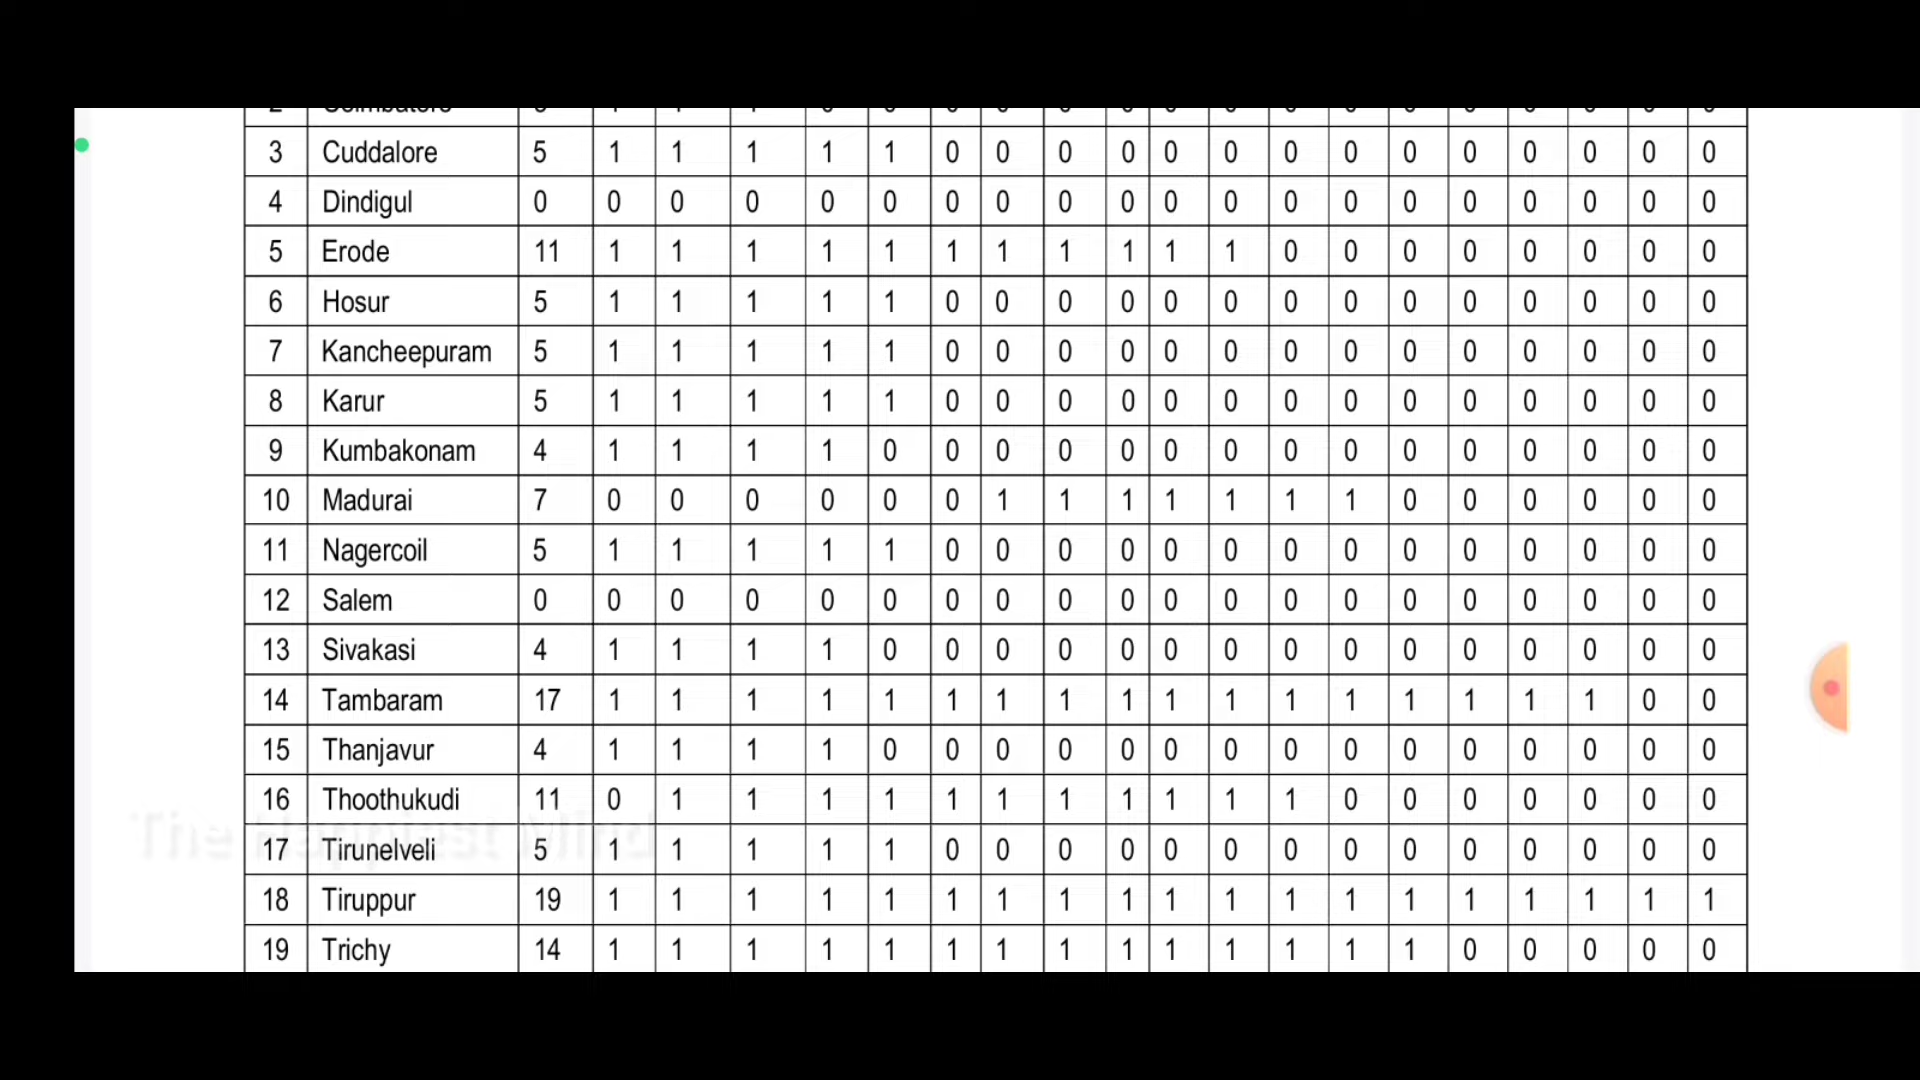 3 Cuddalore 5 1 1 1 1 1 0 0 0 0 0 0 0 0 0 0 0 0 0 0
4 Dindigul 0 0 0 0 0 0 0 0 0 0 0 0 0 0 0 0 0 0 0 0
5 Erode 11 1 1 1 1 1 1 1 1 1 1 1 0 0 0 0 0 0 0 0
6 Hosur 5 1 1 1 1 1 0 0 0 0 0 0 0 0 0 0 0 0 0 0
7 Kancheepuram 5 1 1 1 1 1 0 0 0 0 0 0 0 0 0 0 0 0 0 0
8 Karur 5 1 1 1 1 1 0 0 0 0 0 0 0 0 0 0 0 0 0 0
9 Kumbakonam 4 1 1 1 1 0 0 0 0 0 0 0 0 0 0 0 0 0 0 0
10 Madurai 7 0 0 0 0 0 0 1 1 1 1 1 1 1 0 0 0 0 0 0
11 Nagercoil 5 1 1 1 1 1 0 0 0 0 0 0 0 0 0 0 0 0 0 0
12 Salem 0 0 0 0 0 0 0 0 0 0 0 0 0 0 0 0 0 0 0 0
13 Sivakasi 4 1 1 1 1 0 0 0 0 0 0 0 0 0 0 0 0 0 0 0
14 Tambaram 17 1 1 1 1 1 1 1 1 1 1 1 1 1 1 1 1 1 0 0
15 Thanjavur 4 1 1 1 1 0 0 0 0 0 0 0 0 0 0 0 0 0 0 0
16 Thoothukudi 11 0 1 1 1 1 1 1 1 1 1 1 1 0 0 0 0 0 0 0
The Happiest Mind
17 Tirunelveli 5 1 1 1 1 1 0 0 0 0 0 0 0 0 0 0 0 0 0 0
18 Tiruppur 19 1 1 1 1 1 1 1 1 1 1 1 1 1 1 1 1 1 1 1
19 Trichy 14 1 1 1 1 1 1 1 1 1 1 1 1 1 1 0 0 0 0 0